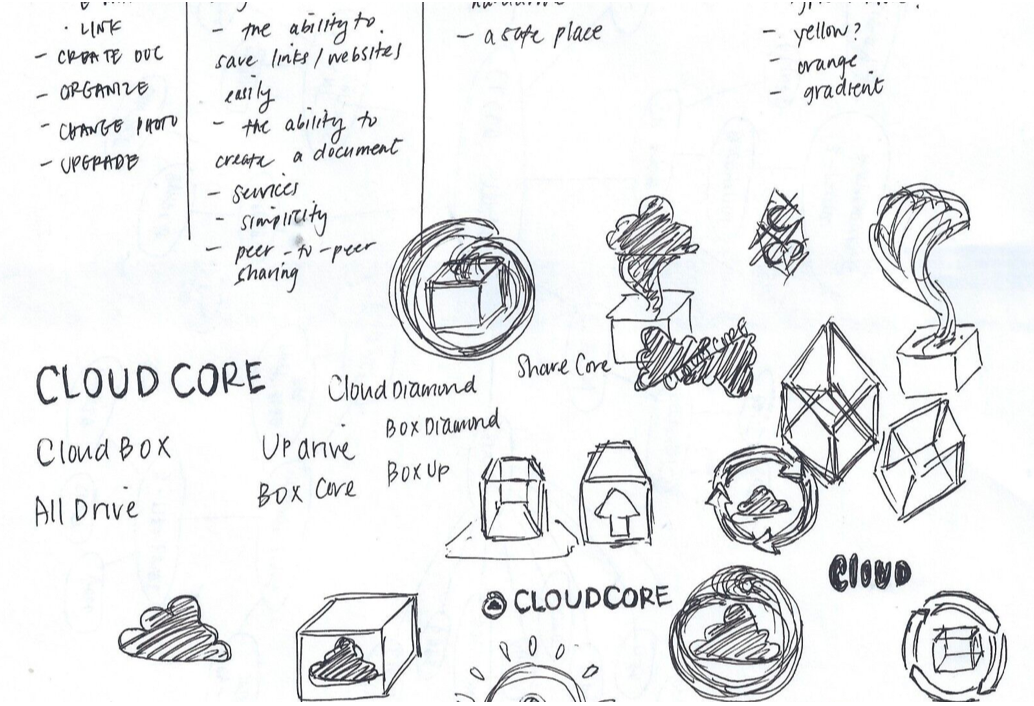 · LINK
- CREATE DOC
- ORGANIZE
- CHANGE PHOTO
- UPGRADE
- the ability to
save links/websites
easily
- the ability to
create a document
- services
- simplicity
- peer-to-peer
sharing
- a safe place
- yellow?
- orange
- gradient
CLOUD CORE
Cloud BOX
All Drive
Cloud Diamond
Up drive
Box Diamond
Box Core
Box Up
Share Core
CLOUD
CLOUDCORE